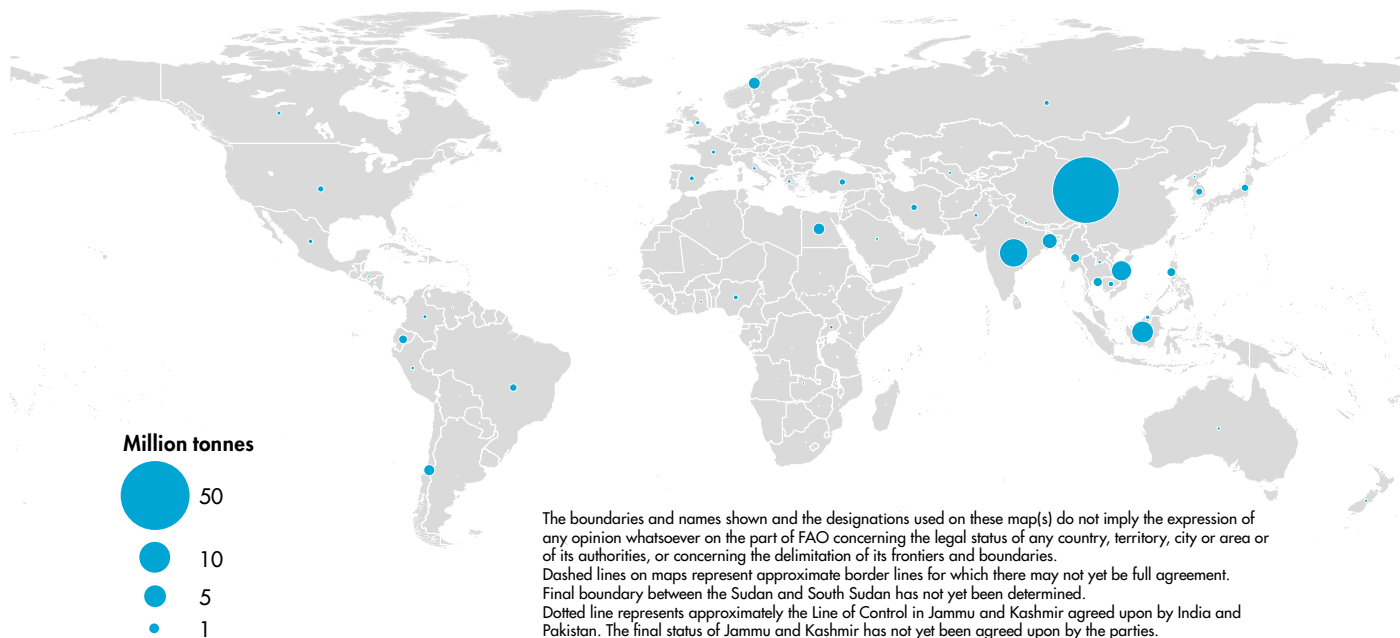 Million tonnes
50
10
5
1
The boundaries and names shown and the designations used on these map(s) do not imply the expression of
any opinion whatsoever on the part of FAO concerning the legal status of any country, territory, city or area or
of its authorities, or concerning the delimitation of its frontiers and boundaries.
Dashed lines on maps represent approximate border lines for which there may not yet be full agreement.
Final boundary between the Sudan and South Sudan has not yet been determined.
Dotted line represents approximately the Line of Control in Jammu and Kashmir agreed upon by India and
Pakistan. The final status of Jammu and Kashmir has not yet been agreed upon by the parties.